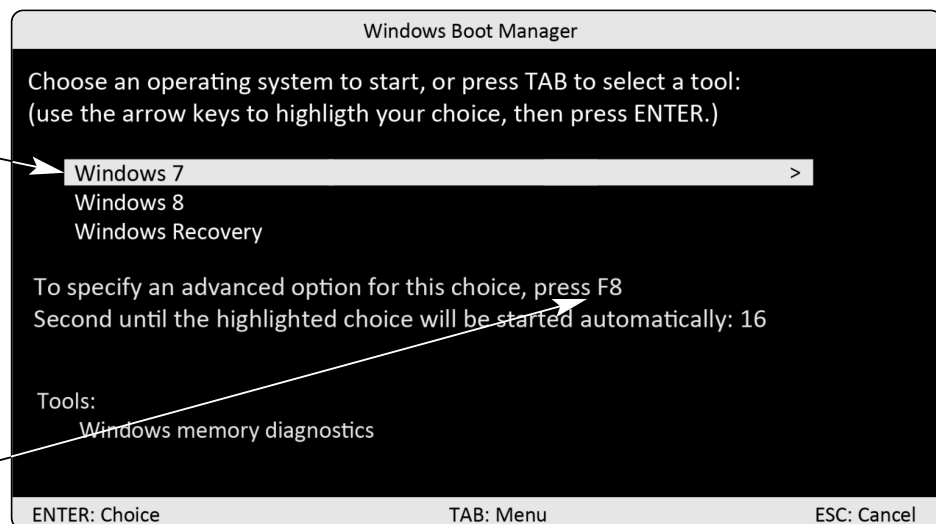 Windows Boot Manager
Choose an operating system to start, or press TAB to select a tool:
(use the arrow keys to highligth your choice, then press ENTER.)
Windows 7 >
Windows 8
Windows Recovery
To specify an advanced option for this choice, press F8
Second until the highlighted choice will be started automatically: 16
Tools:
Windows memory diagnostics
ENTER: Choice TAB: Menu ESC: Cancel